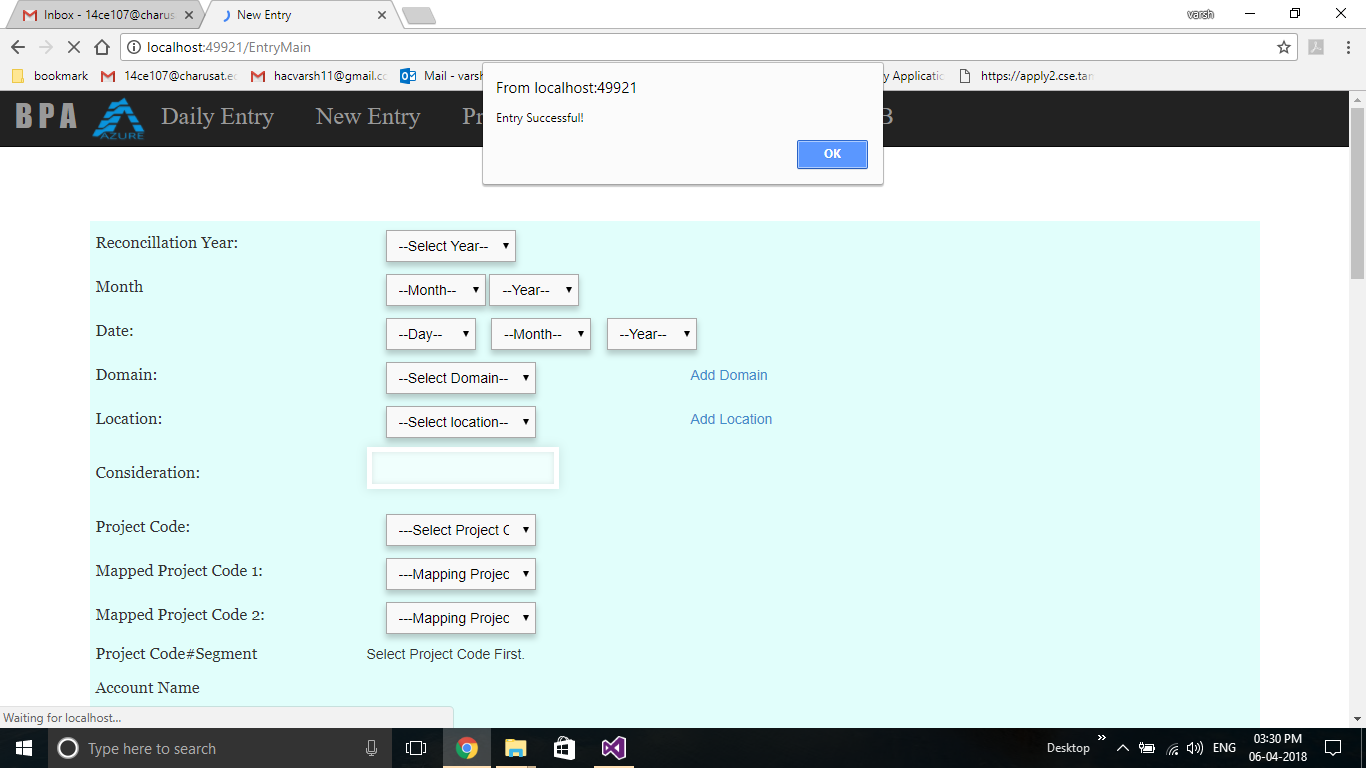 Inbox - 14ce107@charus
New Entry
varsh
localhost:49921/EntryMain
bookmark
14ce107@charusat.e
hacvarsh11@gmail.c
Mail - varsh
y Applicatio
https://apply2.cse.tan
From localhost:49921
Entry Successful!
OK
BPA
AZURE
Daily Entry
New Entry
Pr
B
Reconcillation Year:
--Select Year--
Month
--Month--
--Year--
Date:
--Day--
--Month--
--Year--
Domain:
--Select Domain--
Add Domain
Location:
--Select location--
Add Location
Consideration:
Project Code:
---Select Project C
Mapped Project Code 1:
---Mapping Projec
Mapped Project Code 2:
---Mapping Projec
Project Code#Segment
Select Project Code First.
Account Name
Waiting for localhost...
Type here to search
Desktop
ENG
03:30 PM
06-04-2018